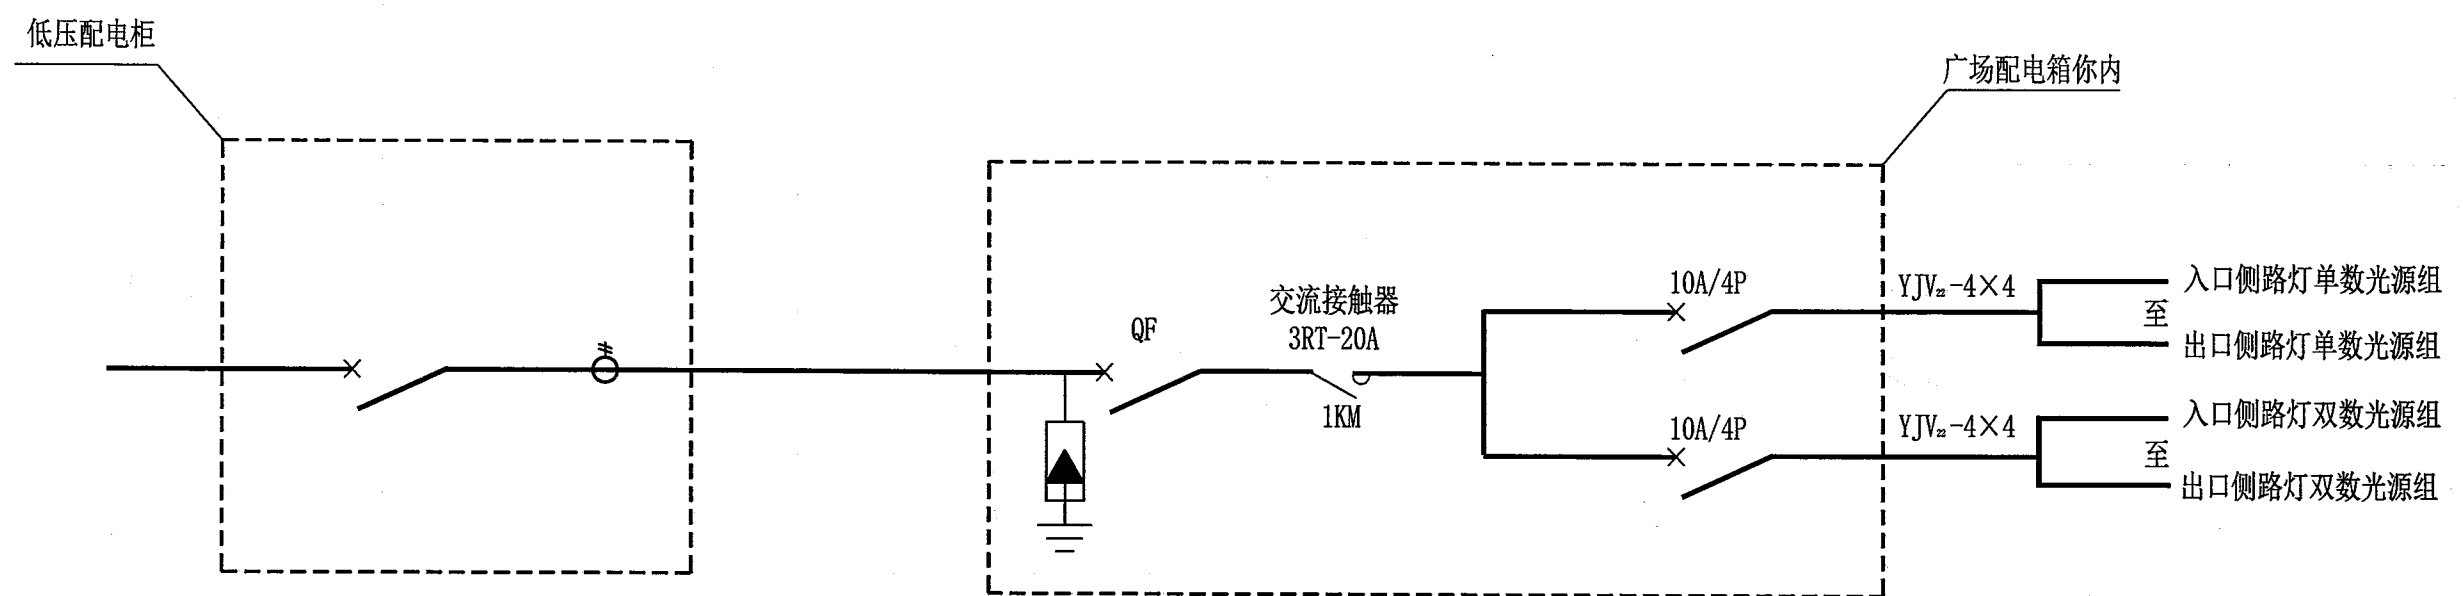 低压配电柜
广场配电箱你内
QF
交流接触器
3RT-20A
1KM
10A/4P
YJV₂₂-4×4
入口侧路灯单数光源组
至
出口侧路灯单数光源组
10A/4P
YJV₂₂-4×4
入口侧路灯双数光源组
至
出口侧路灯双数光源组